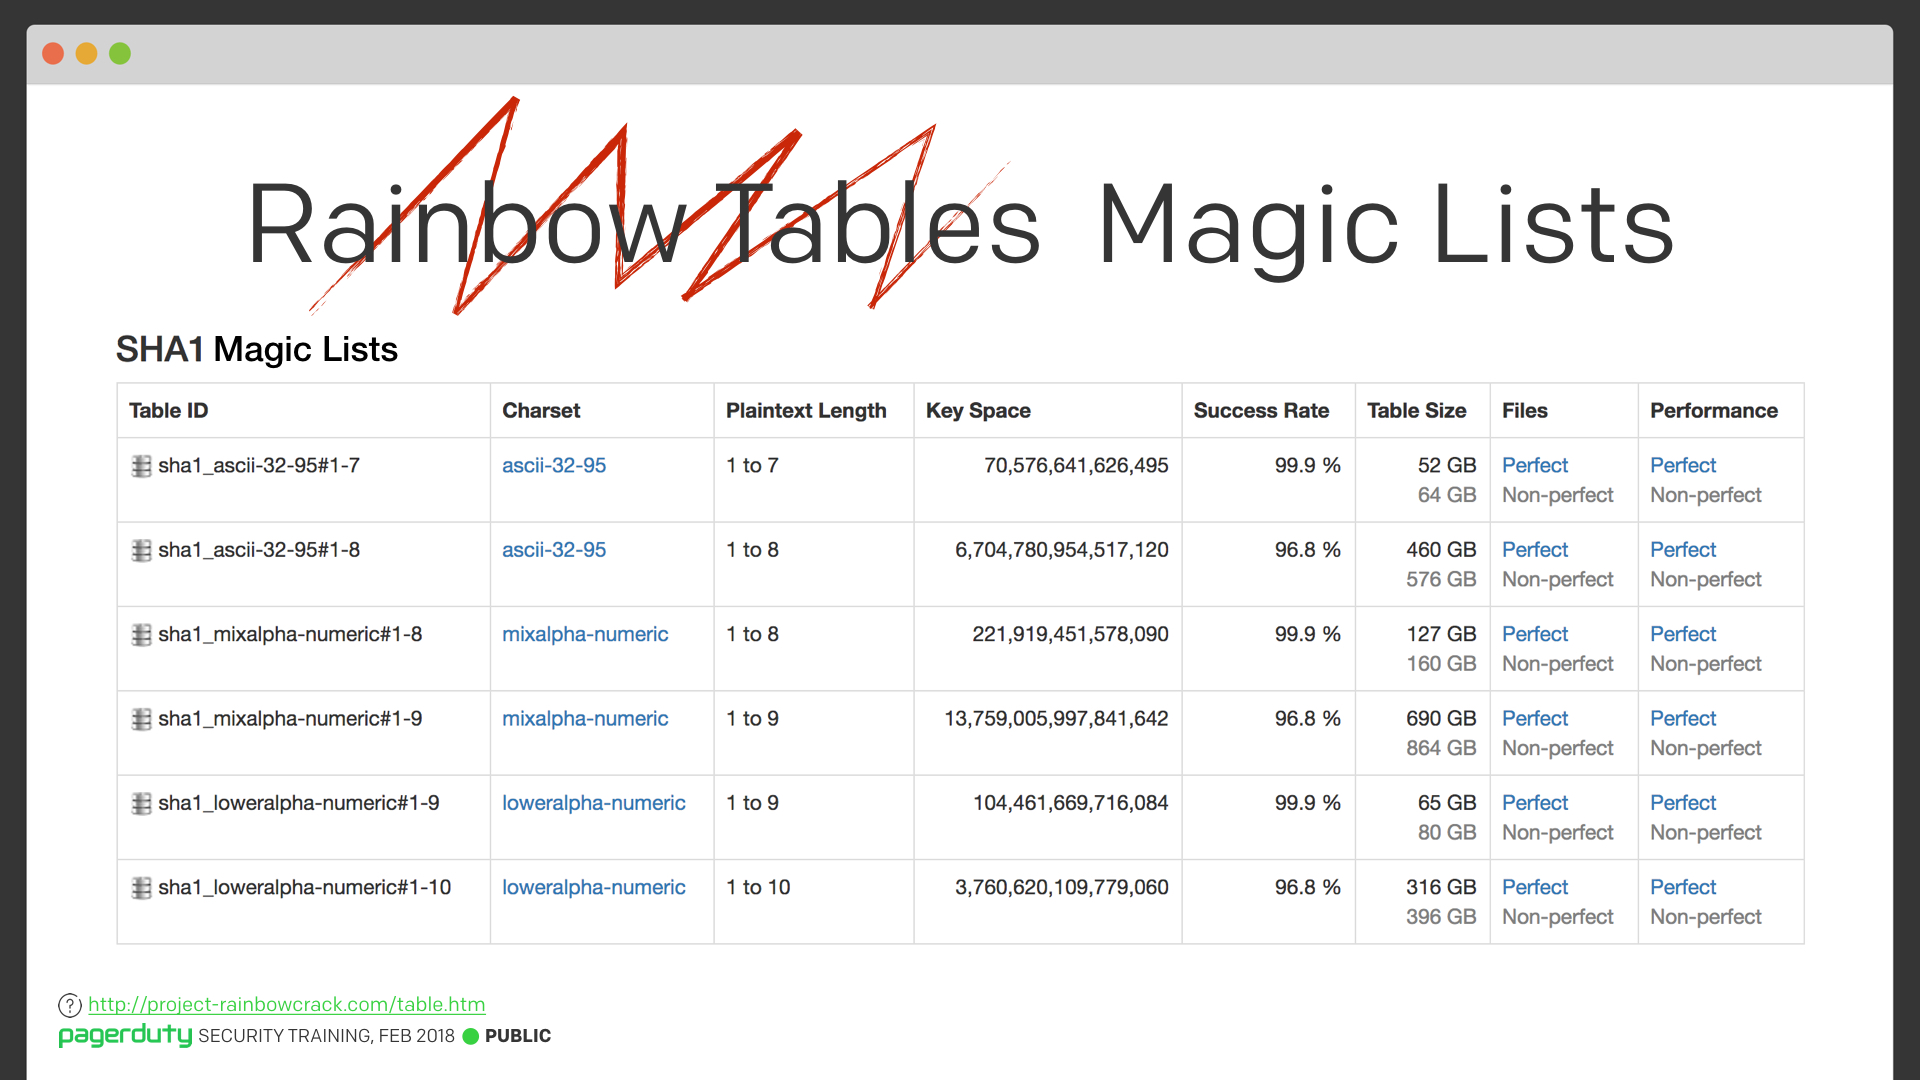 Rainbow Tables Magic Lists
SHA1 Magic Lists
Table ID Charset Plaintext Length Key Space Success Rate Table Size Files Performance
sha1_ascii-32-95#1-7 ascii-32-95 1 to 7 70,576,641,626,495 99.9 % 52 GB Perfect Perfect
64 GB Non-perfect Non-perfect
sha1_ascii-32-95#1-8 ascii-32-95 1 to 8 6,704,780,954,517,120 96.8 % 460 GB Perfect Perfect
576 GB Non-perfect Non-perfect
sha1_mixalpha-numeric#1-8 mixalpha-numeric 1 to 8 221,919,451,578,090 99.9 % 127 GB Perfect Perfect
160 GB Non-perfect Non-perfect
sha1_mixalpha-numeric#1-9 mixalpha-numeric 1 to 9 13,759,005,997,841,642 96.8 % 690 GB Perfect Perfect
864 GB Non-perfect Non-perfect
sha1_loweralpha-numeric#1-9 loweralpha-numeric 1 to 9 104,461,669,716,084 99.9 % 65 GB Perfect Perfect
80 GB Non-perfect Non-perfect
sha1_loweralpha-numeric#1-10 loweralpha-numeric 1 to 10 3,760,620,109,779,060 96.8 % 316 GB Perfect Perfect
396 GB Non-perfect Non-perfect
? http://project-rainbowcrack.com/table.htm
pagerduty SECURITY TRAINING, FEB 2018 PUBLIC